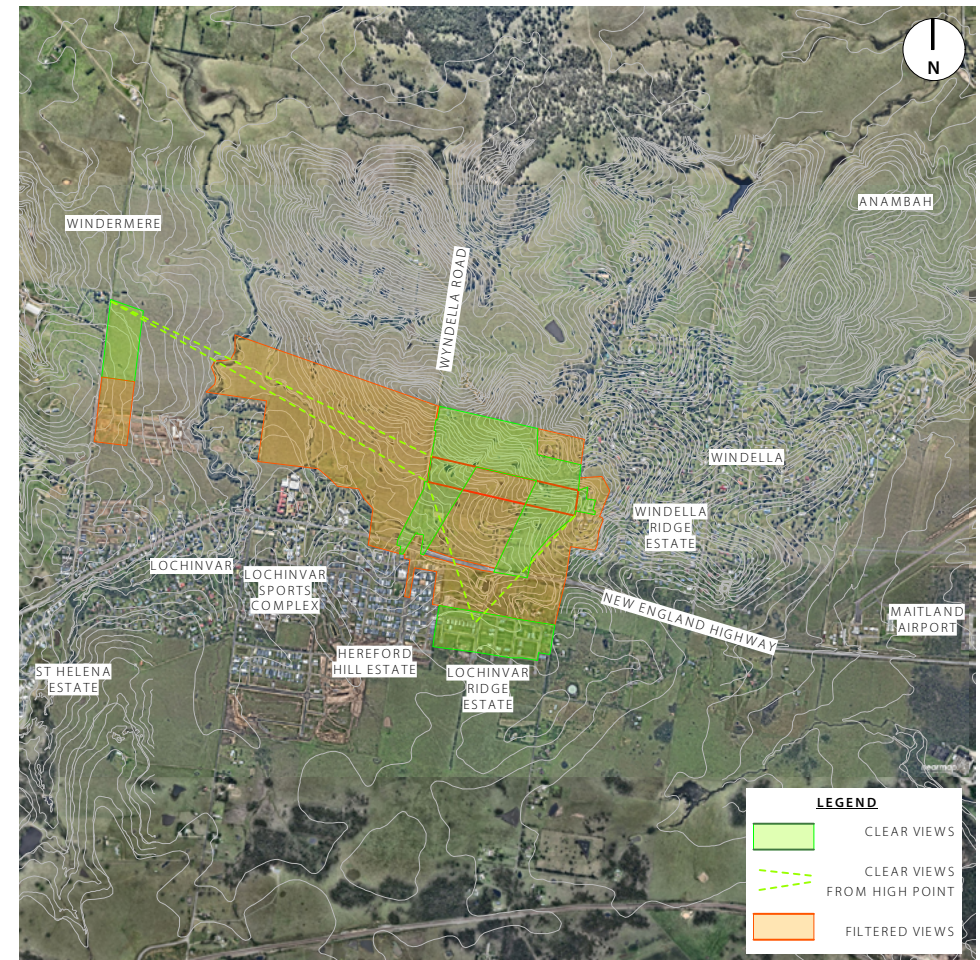 N
ANAMBAH
WINDERMERE
WYNDELLA ROAD
WINDELLA
WINDELLA
RIDGE
ESTATE
LOCHINVAR
LOCHINVAR
SPORTS
COMPLEX
NEW ENGLAND HIGHWAY
MAITLAND
AIRPORT
HEREFORD
HILL ESTATE
ST HELENA
ESTATE
LOCHINVAR
RIDGE
ESTATE
nearmap
LEGEND
CLEAR VIEWS
CLEAR VIEWS
FROM HIGH POINT
FILTERED VIEWS